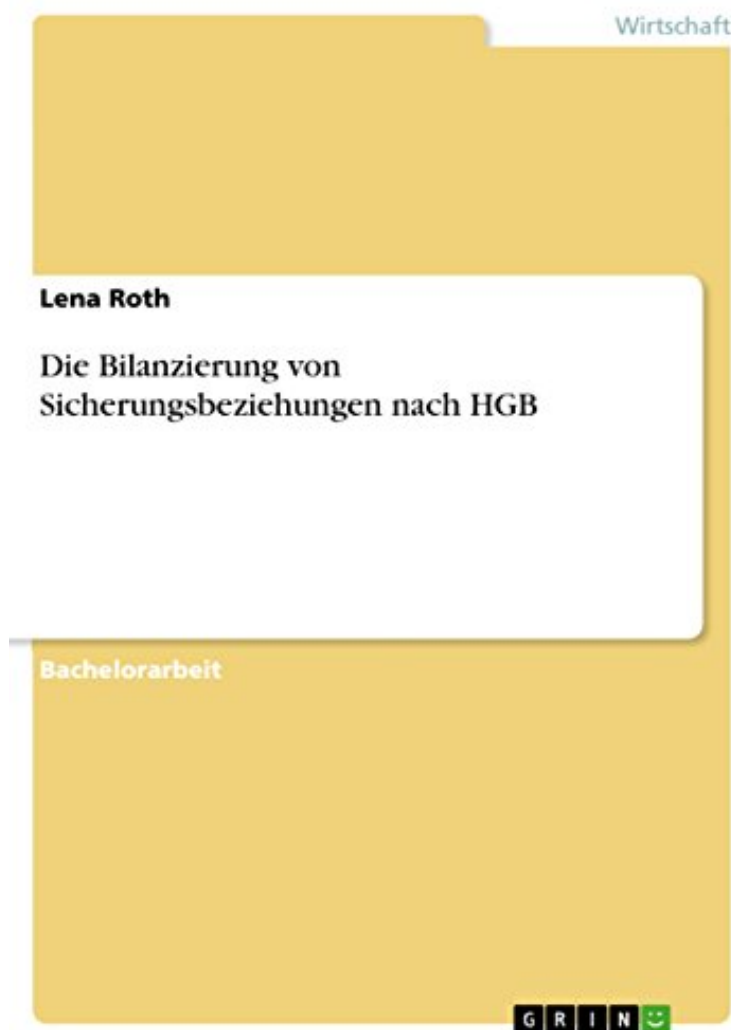 Wirtschaft
Lena Roth
Die Bilanzierung von
Sicherungsbeziehungen nach HGB
Bachelorarbeit
GRIN